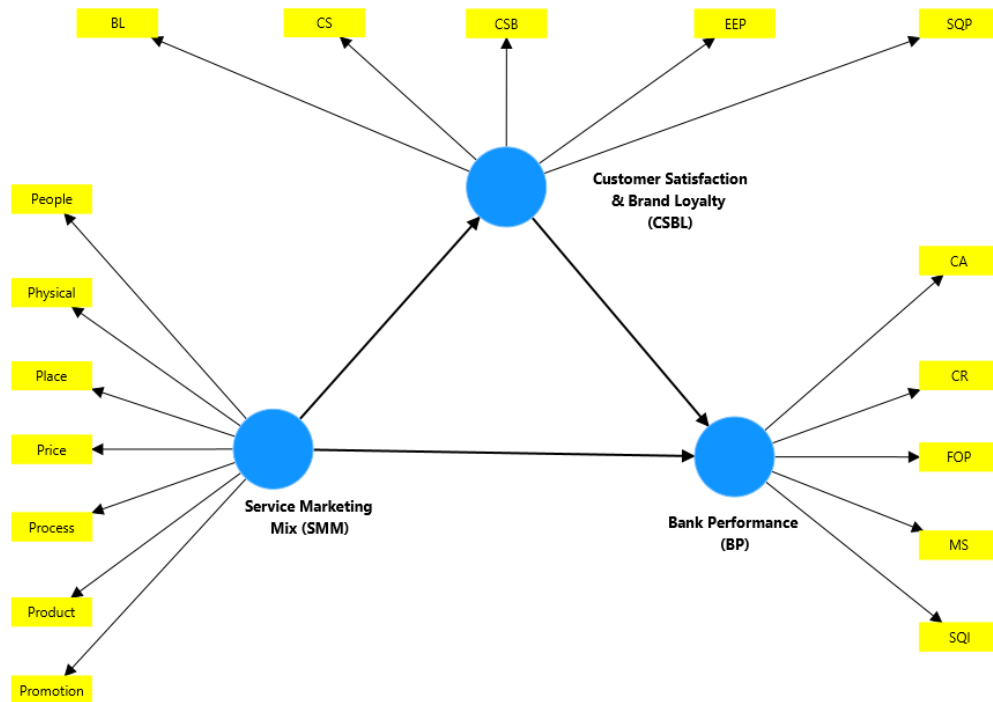 BL
CS
CSB
EEP
SQP
Customer Satisfaction
& Brand Loyalty
(CSBL)
People
Physical
Place
Price
Process
Product
Promotion
Service Marketing
Mix (SMM)
CA
CR
FOP
MS
SQI
Bank Performance
(BP)